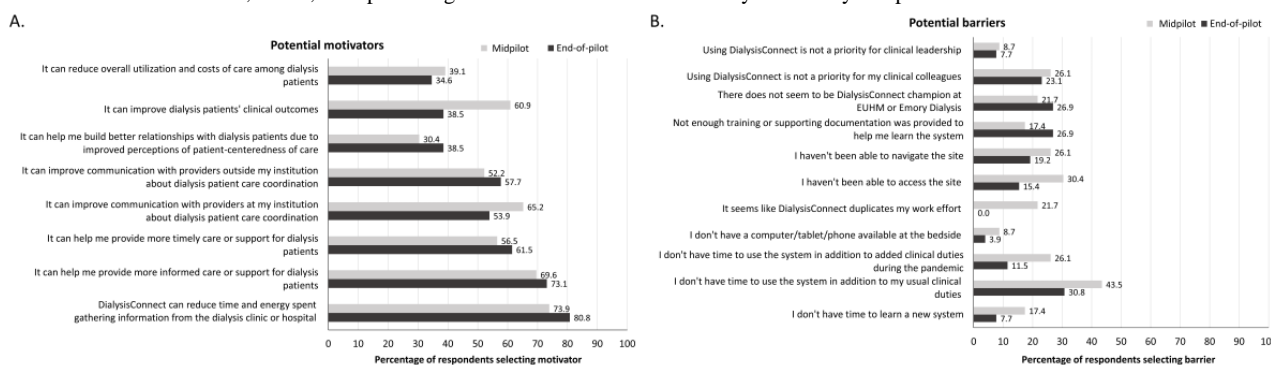 A.
Potential motivators
Midpilot End-of-pilot
It can reduce overall utilization and costs of care among dialysis
patients
39.1
34.6
It can improve dialysis patients' clinical outcomes
60.9
38.5
It can help me build better relationships with dialysis patients due to
improved perceptions of patient-centeredness of care
30.4
38.5
It can improve communication with providers outside my institution
about dialysis patient care coordination
52.2
57.7
It can improve communication with providers at my institution
about dialysis patient care coordination
65.2
53.9
It can help me provide more timely care or support for dialysis
patients
56.5
61.5
It can help me provide more informed care or support for dialysis
patients
69.6
73.1
DialysisConnect can reduce time and energy spent
gathering information from the dialysis clinic or hospital
73.9
80.8
0 10 20 30 40 50 60 70 80 90 100
Percentage of respondents selecting motivator
B.
Potential barriers
Midpilot End-of-pilot
Using DialysisConnect is not a priority for clinical leadership
8.7
7.7
Using DialysisConnect is not a priority for my clinical colleagues
26.1
23.1
There does not seem to be DialysisConnect champion at
EUHM or Emory Dialysis
21.7
26.9
Not enough training or supporting documentation was provided to
help me learn the system
17.4
26.9
I haven't been able to navigate the site
26.1
19.2
I haven't been able to access the site
30.4
15.4
It seems like DialysisConnect duplicates my work effort
21.7
0.0
I don't have a computer/tablet/phone available at the bedside
8.7
3.9
I don't have time to use the system in addition to added clinical duties
during the pandemic
26.1
11.5
I don't have time to use the system in addition to my usual clinical
duties
43.5
30.8
I don't have time to learn a new system
17.4
7.7
0 10 20 30 40 50 60 70 80 90
Percentage of respondents selecting barrier